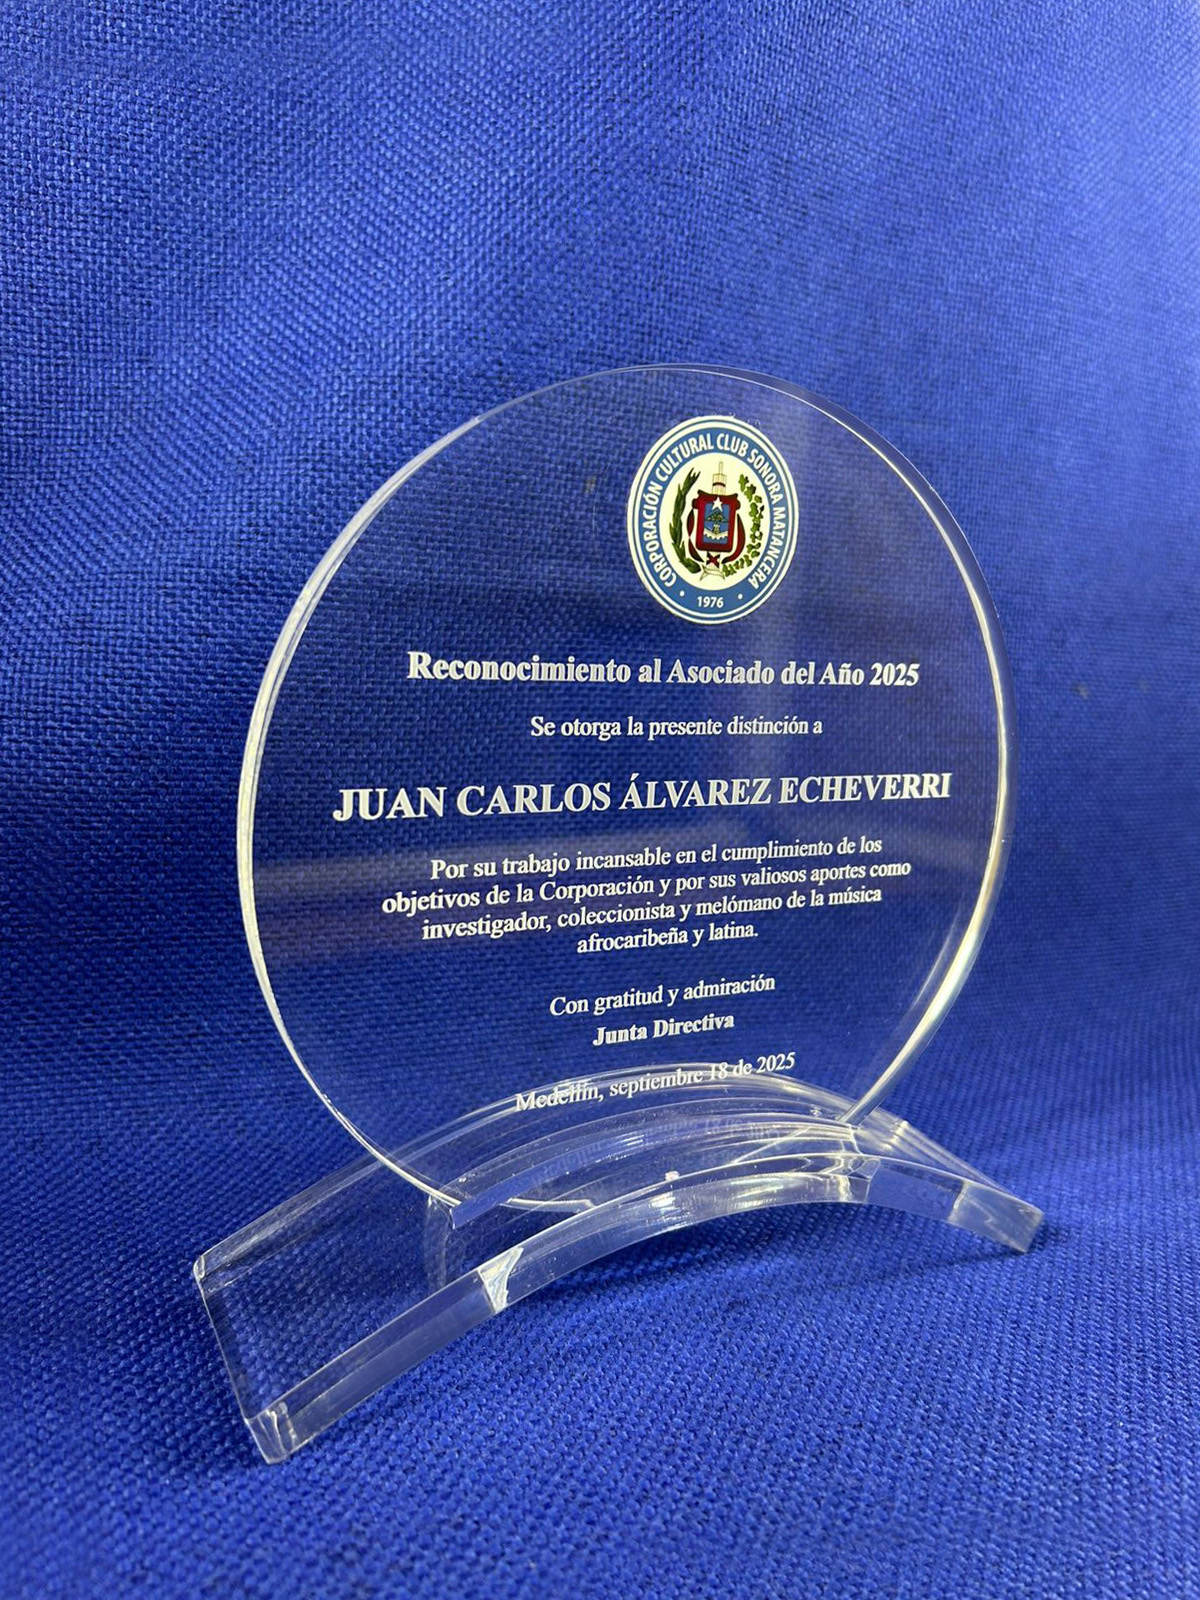 CORPORACIÓN CULTURAL CLUB SONORA MATANCERA
1976
Reconocimiento al Asociado del Año 2025
Se otorga la presente distinción a
JUAN CARLOS ÁLVAREZ ECHEVERRI
Por su trabajo incansable en el cumplimiento de los
objetivos de la Corporación y por sus valiosos aportes como
investigador, coleccionista y melómano de la música
afrocaribeña y latina.
Con gratitud y admiración
Junta Directiva
Medellín, septiembre 18 de 2025